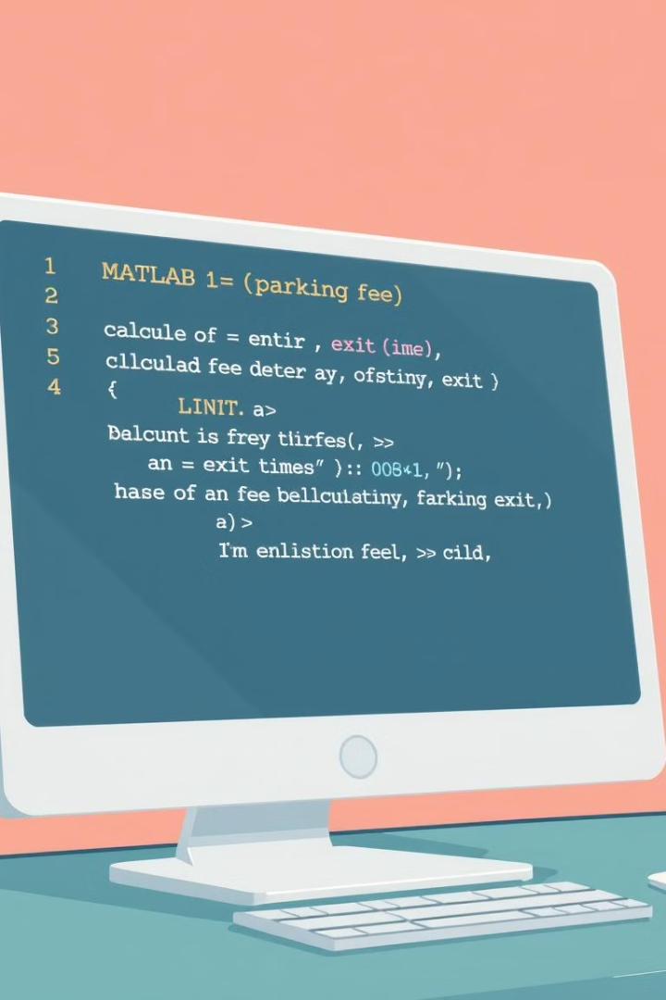 1 MATLAB 1= (parking fee)
2
3 calcule of = entir , exit (ime),
5 cllculad fee deter ay, ofstiny, exit )
4 {
LINIT. a>
Balcunt is frey tlirfes(, >>
an = exit times" ):: 008*1, ");
hase of an fee bellcuiatiny, farking exit,)
a) >
I'm enlistion feel, >> cild,